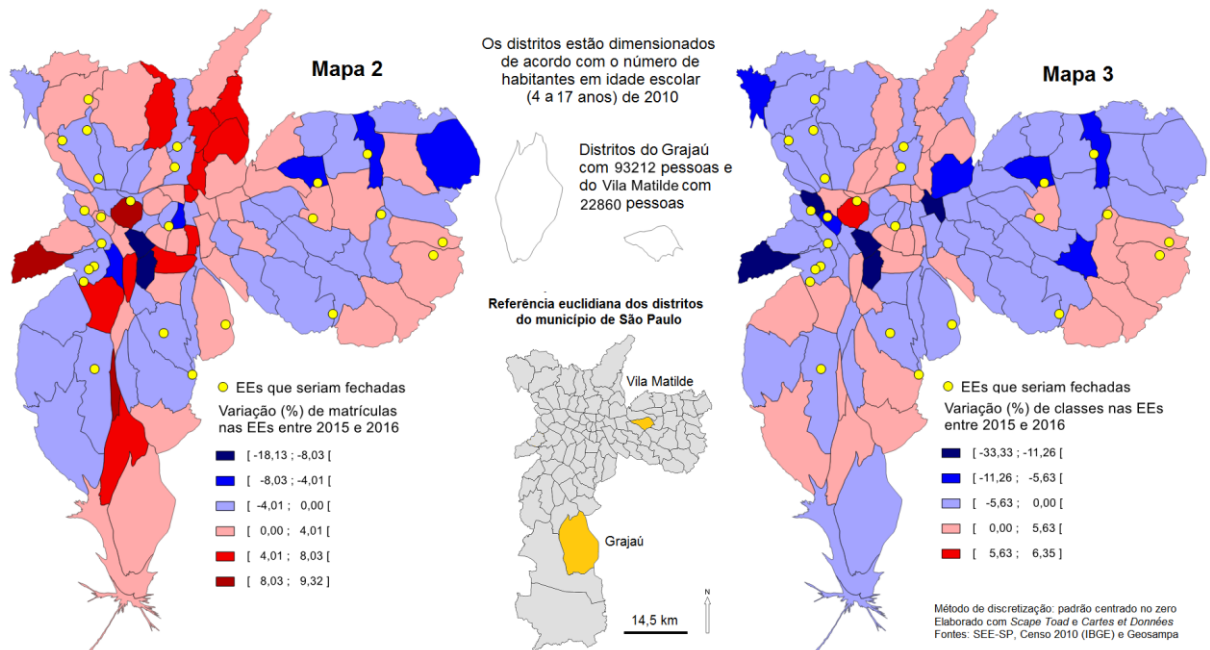 Mapa 2
Os distritos estão dimensionados
de acordo com o número de
habitantes em idade escolar
(4 a 17 anos) de 2010
Distritos do Grajaú
com 93212 pessoas e
do Vila Matilde com
22860 pessoas
Mapa 3
EEs que seriam fechadas
Variação (%) de matrículas
nas EEs entre 2015 e 2016
[ -18,13 ; -8,03 [
[ -8,03 ; -4,01 [
[ -4,01 ; 0,00 [
[ 0,00 ; 4,01 [
[ 4,01 ; 8,03 [
[ 8,03 ; 9,32 [
Referência euclidiana dos distritos
do município de São Paulo
Vila Matilde
Grajaú
N
14,5 km
EEs que seriam fechadas
Variação (%) de classes nas EEs
entre 2015 e 2016
[ -33,33 ; -11,26 [
[ -11,26 ; -5,63 [
[ -5,63 ; 0,00 [
[ 0,00 ; 5,63 [
[ 5,63 ; 6,35 [
Método de discretização: padrão centrado no zero
Elaborado com Scape Toad e Cartes et Données
Fontes: SEE-SP, Censo 2010 (IBGE) e Geosampa